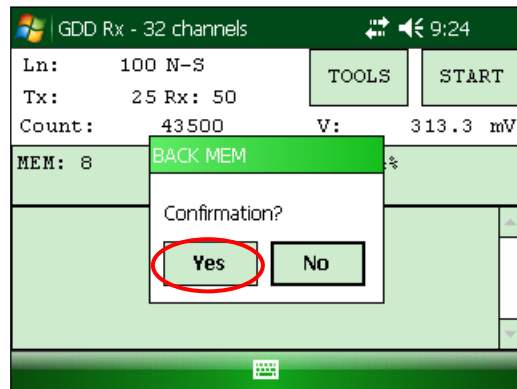 GDD Rx - 32 channels 9:24
Ln: 100 N-S
TOOLS START
Tx: 25 Rx: 50
Count: 43500 V: 313.3 mV
MEM: 8 %
BACK MEM
Confirmation?
Yes No